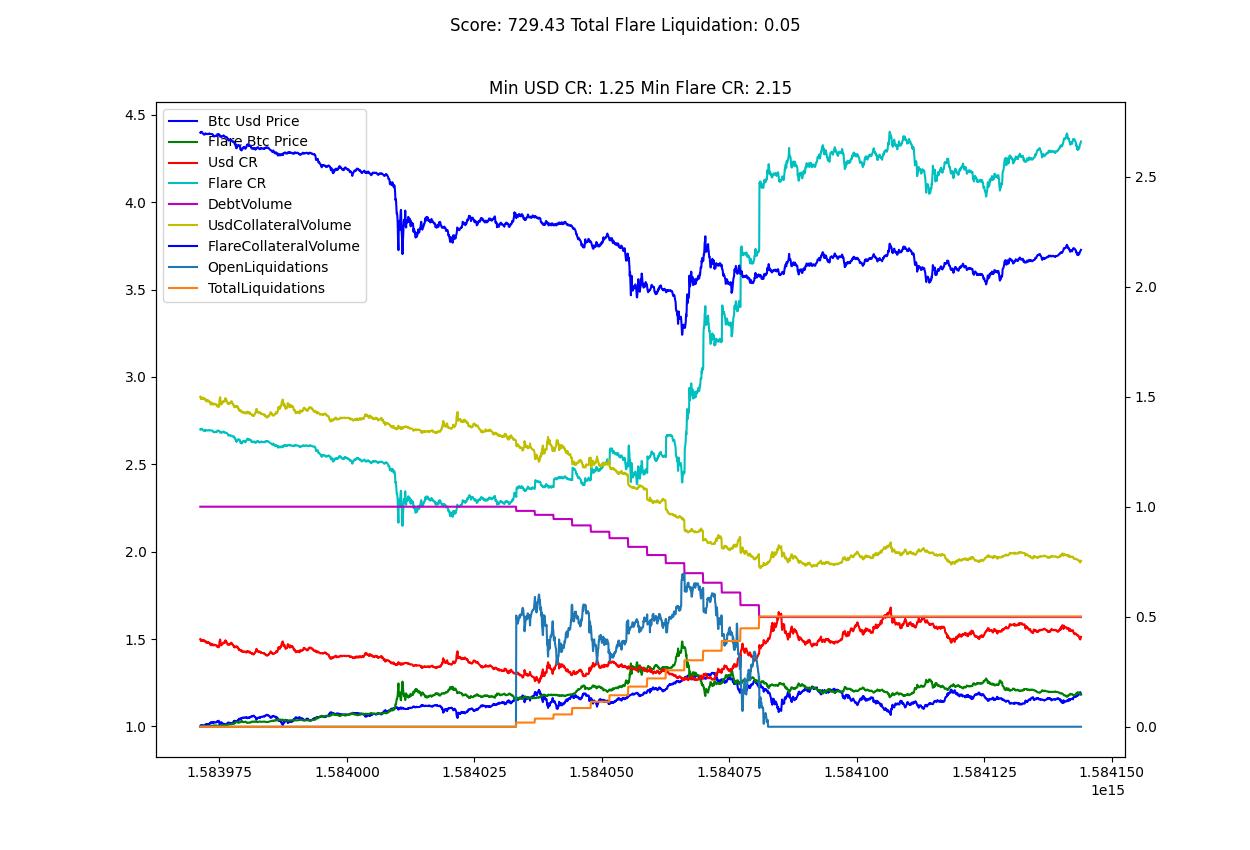 Score: 729.43 Total Flare Liquidation: 0.05
Min USD CR: 1.25 Min Flare CR: 2.15
Btc Usd Price
Flare Btc Price
Usd CR
Flare CR
DebtVolume
UsdCollateralVolume
FlareCollateralVolume
OpenLiquidations
TotalLiquidations
4.5
4.0
3.5
3.0
2.5
2.0
1.5
1.0
2.5
2.0
1.5
1.0
0.5
0.0
1.583975 1.584000 1.584025 1.584050 1.584075 1.584100 1.584125 1.584150
1e15